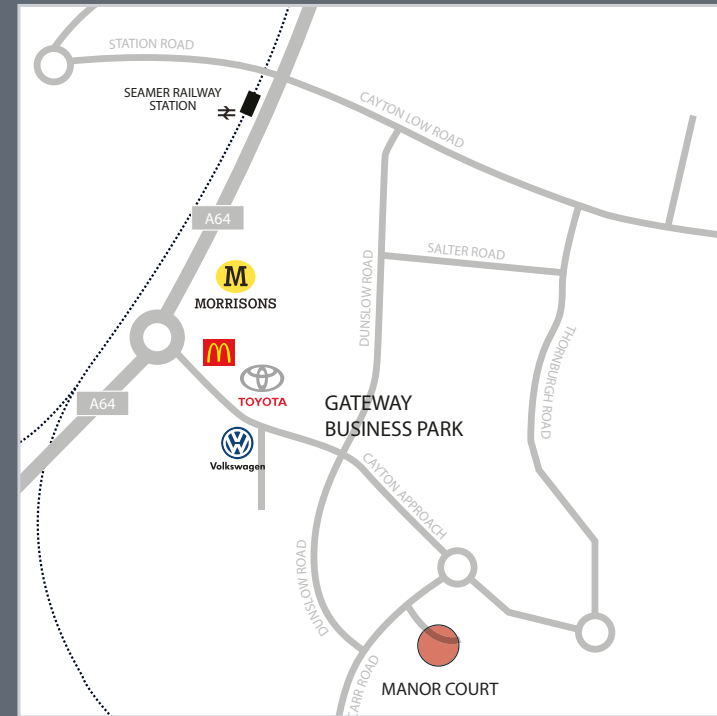 STATION ROAD
SEAMER RAILWAY
STATION
CAYTON LOW ROAD
A64
SALTER ROAD
DUNSLOW ROAD
M
MORRISONS
THORNBURGH ROAD
TOYOTA
A64
GATEWAY
BUSINESS PARK
Volkswagen
CAYTON APPROACH
DUNSLOW ROAD
CARR ROAD
MANOR COURT